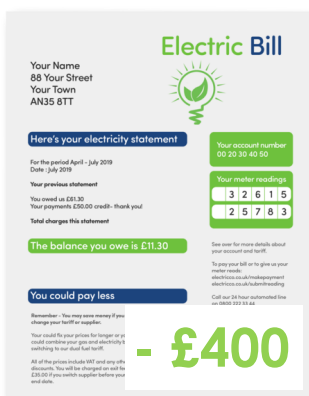 Electric Bill
Your Name
88 Your Street
Your Town
AN35 8TT
Here's your electricity statement
For the period April - July 2019
Date : July 2019
Your previous statement
You owed us £61.30
Your payments £50.00 credit- thank you!
Total charges this statement
The balance you owe is £11.30
Your account number
00 20 30 40 50
Your meter readings
3 2 6 1 5
2 5 7 8 3
See over for more details about
your account and tariff.
To pay your bill or to give us your
meter reads:
electricco.co.uk/makepayment
electricco.co.uk/submitreading
Call our 24 hour automated line
on 0800 222 33 44
You could pay less
Remember - You may save money if you
change your tariff or supplier.
Your could fix your prices for longer or
could combine your gas and electricity
switching to our dual fuel tariff.
All of the prices include VAT and any
discounts. You will be charged an exit
£35.00 if you switch supplier before your
end date.
- £400